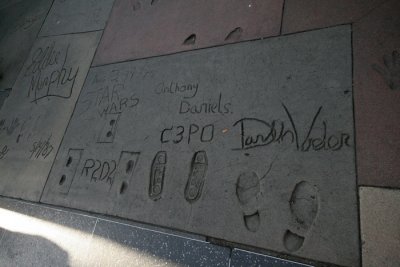 Eddie
Murphy
STAR
WARS
Anthony
Daniels.
C3PO
Darth Vader
R2D2